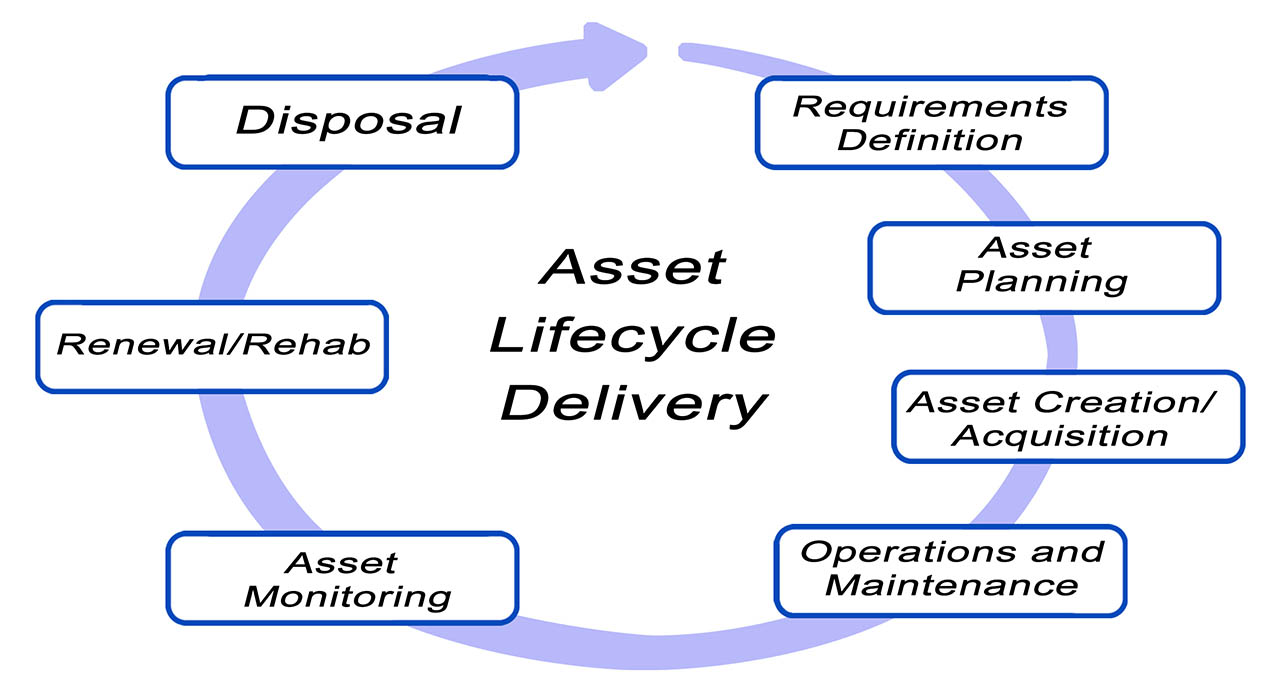 Asset
Lifecycle
Delivery
Requirements
Definition
Asset
Planning
Asset Creation/
Acquisition
Operations and
Maintenance
Asset
Monitoring
Renewal/Rehab
Disposal